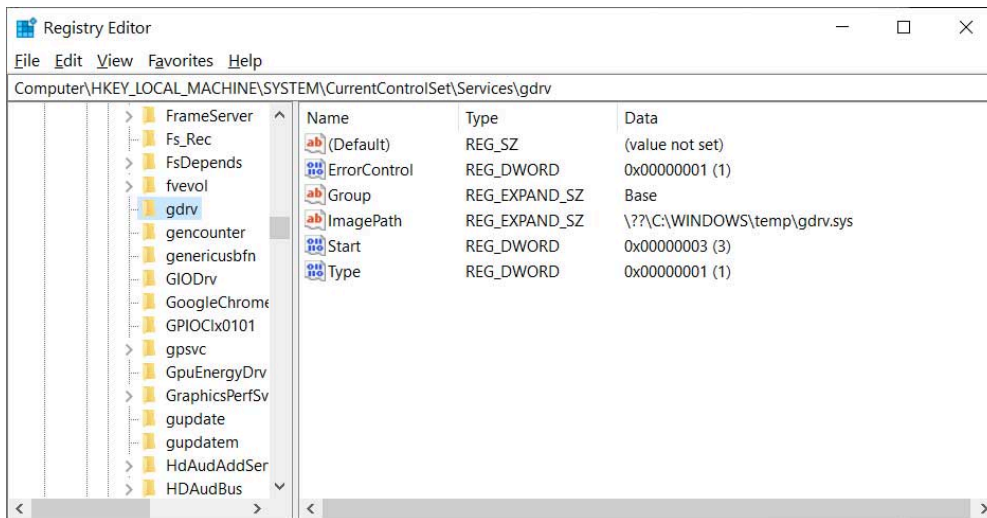 Registry Editor
File Edit View Favorites Help
Computer\HKEY_LOCAL_MACHINE\SYSTEM\CurrentControlSet\Services\gdrv
FrameServer
Fs_Rec
FsDepends
fvevol
gdrv
gencounter
genericusbfn
GIODrv
GoogleChrome
GPIOClx0101
gpsvc
GpuEnergyDrv
GraphicsPerfSv
gupdate
gupdatem
HdAudAddSer
HDAudBus
Name Type Data
(Default) REG_SZ (value not set)
ErrorControl REG_DWORD 0x00000001 (1)
Group REG_EXPAND_SZ Base
ImagePath REG_EXPAND_SZ \??\C:\WINDOWS\temp\gdrv.sys
Start REG_DWORD 0x00000003 (3)
Type REG_DWORD 0x00000001 (1)